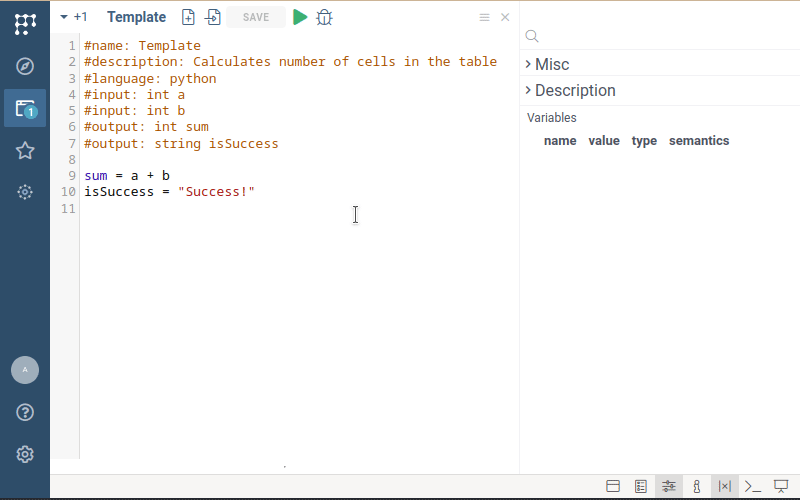 +1 Template SAVE
1 #name: Template
2 #description: Calculates number of cells in the table
3 #language: python
4 #input: int a
5 #input: int b
6 #output: int sum
7 #output: string isSuccess
8
9 sum = a + b
10 isSuccess = "Success!"
11
1
A
Misc
Description
Variables
name value type semantics